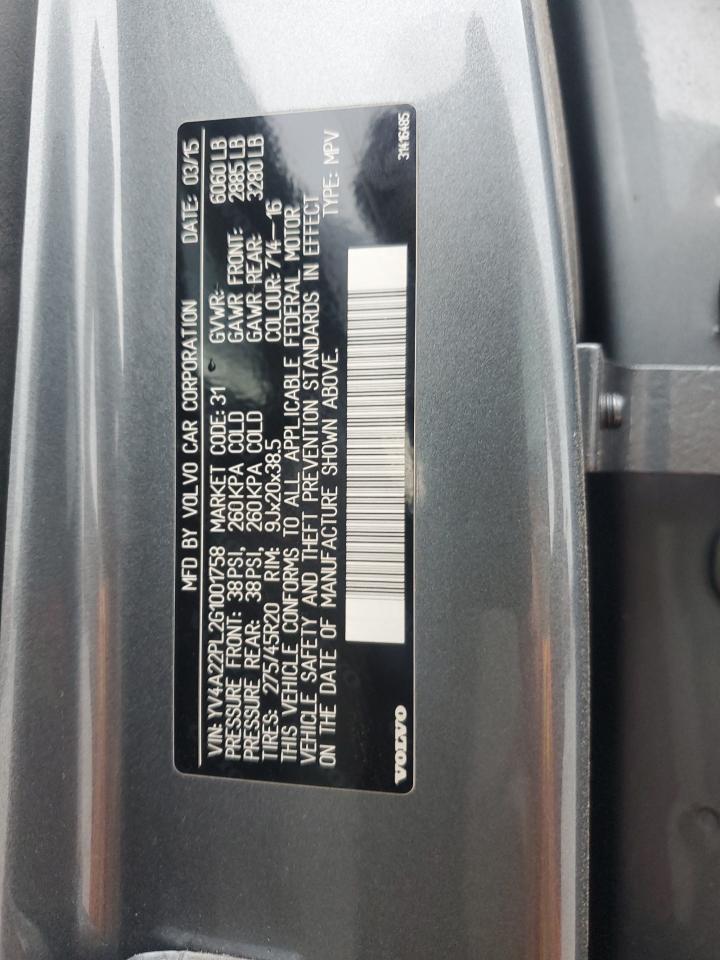 MFD BY VOLVO CAR CORPORATION DATE: 03/15
VIN: YV4A22PL2G1001758 MARKET CODE: 31 GVWR: 6060 LB
PRESSURE FRONT: 38 PSI, 260 KPA COLD GAWR FRONT: 2885 LB
PRESSURE REAR: 38 PSI, 260 KPA COLD GAWR REAR: 3280 LB
TIRES: 275/45R20 RIM: 9Jx20x38.5 COLOUR: 714-16
THIS VEHICLE CONFORMS TO ALL APPLICABLE FEDERAL MOTOR
VEHICLE SAFETY AND THEFT PREVENTION STANDARDS IN EFFECT
ON THE DATE OF MANUFACTURE SHOWN ABOVE. TYPE: MPV
VOLVO 31416485